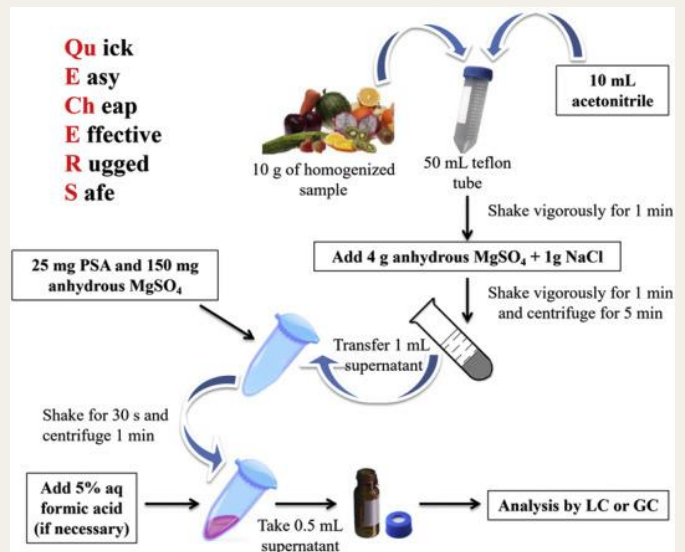 Qu ick
E asy
Ch eap
E ffective
R ugged
S afe
10 mL
acetonitrile
10 g of homogenized
sample
50 mL teflon
tube
Shake vigorously for 1 min
Add 4 g anhydrous MgSO₄ + 1g NaCl
25 mg PSA and 150 mg
anhydrous MgSO₄
Shake vigorously for 1 min
and centrifuge for 5 min
Transfer 1 mL
supernatant
Shake for 30 s and
centrifuge 1 min
Add 5% aq
formic acid
(if necessary)
Take 0.5 mL
supernatant
Analysis by LC or GC